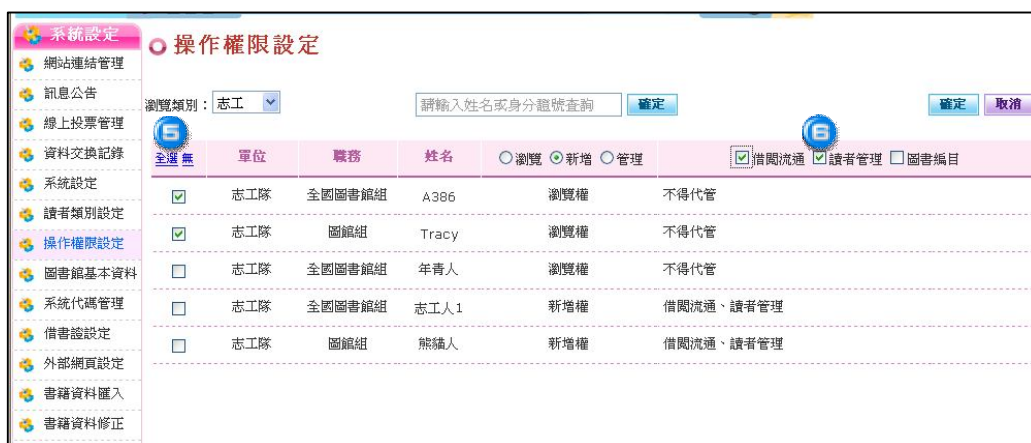 系統設定
網站連結管理
訊息公告
線上投票管理
資料交換記錄
系統設定
讀者類別設定
操作權限設定
圖書館基本資料
系統代碼管理
借書證設定
外部網頁設定
書籍資料匯入
書籍資料修正
操作權限設定
瀏覽類別：志工 請輸入姓名或身分證號查詢 確定 確定 取消
5 6
全選 無 單位 職務 姓名 瀏覽 新增 管理 借閱流通 讀者管理 圖書編目
志工隊 全國圖書館組 A386 瀏覽權 不得代管
志工隊 圖館組 Tracy 瀏覽權 不得代管
志工隊 全國圖書館組 年青人 瀏覽權 不得代管
志工隊 全國圖書館組 志工人1 新增權 借閱流通、讀者管理
志工隊 圖館組 熊貓人 新增權 借閱流通、讀者管理